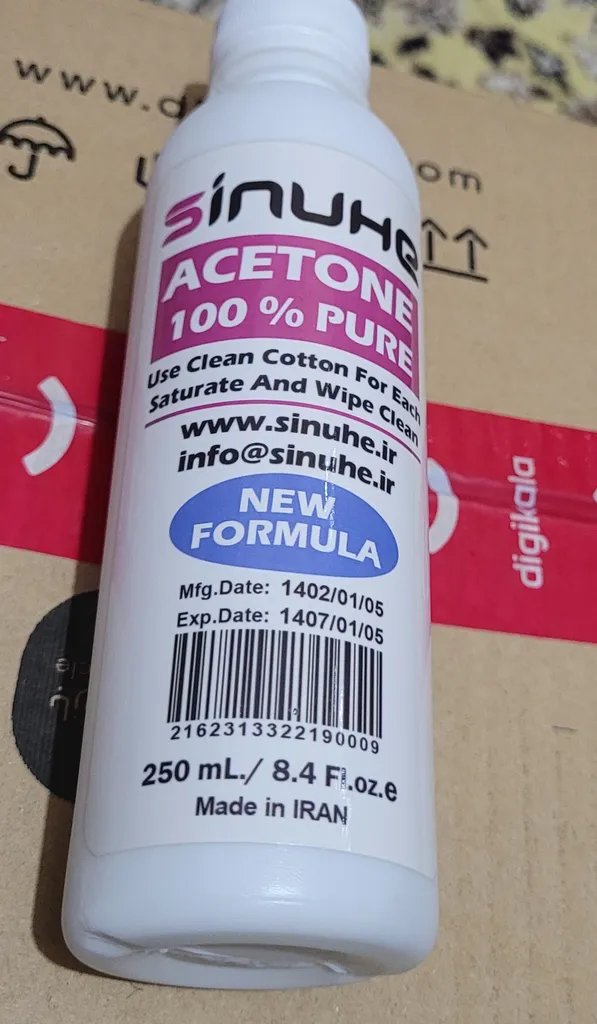 www.d
om
sinuhe
ACETONE
100 % PURE
Use Clean Cotton For Each
Saturate And Wipe Clean
www.sinuhe.ir
info@sinuhe.ir
NEW
FORMULA
Mfg.Date: 1402/01/05
Exp.Date: 1407/01/05
2162313322190009
250 mL./ 8.4 Fl.oz.e
Made in IRAN
digikala